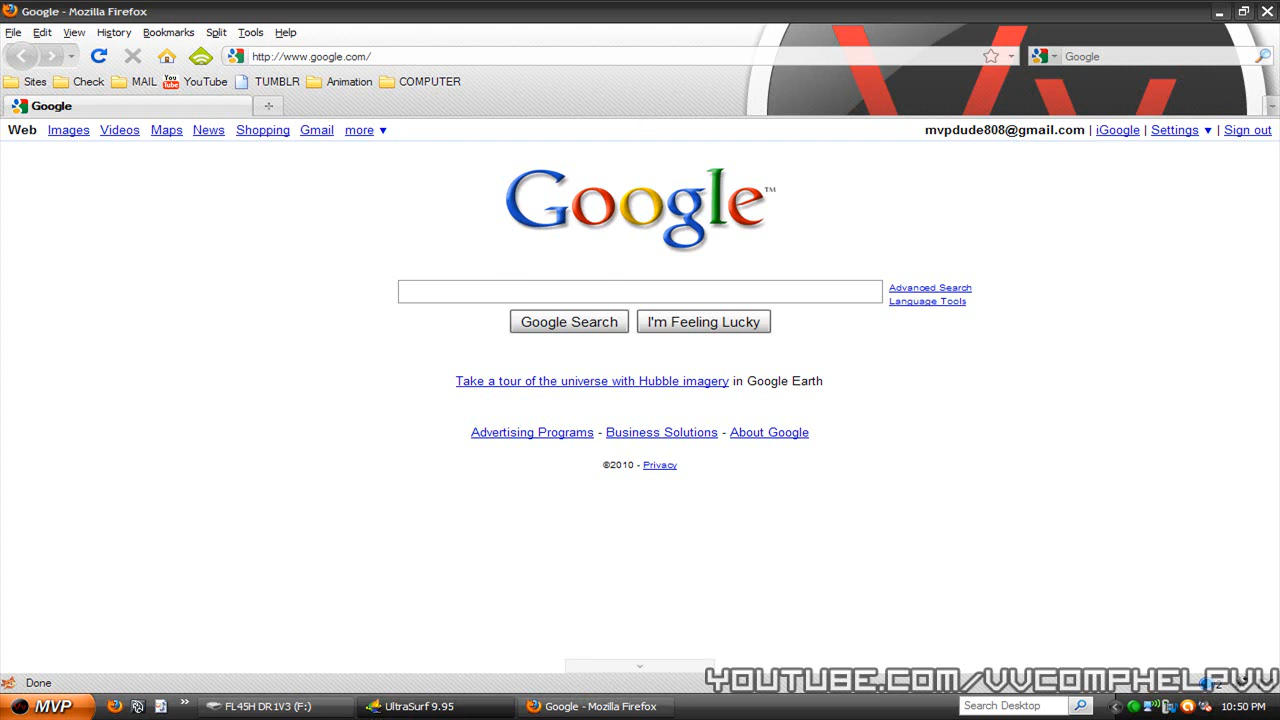 Google - Mozilla Firefox
File Edit View History Bookmarks Split Tools Help
http://www.google.com/ Google
Sites Check MAIL You Tube YouTube TUMBLR Animation COMPUTER
Google
Web Images Videos Maps News Shopping Gmail more mvpdude808@gmail.com | iGoogle | Settings | Sign out
Google™
Advanced Search
Language Tools
Google Search I'm Feeling Lucky
Take a tour of the universe with Hubble imagery in Google Earth
Advertising Programs - Business Solutions - About Google
©2010 - Privacy
YOUTUBE.COM/VVCOMPHELPVV
Done
MVP FL4SH DR1V3 (F:) UltraSurf 9.95 Google - Mozilla Firefox Search Desktop 10:50 PM